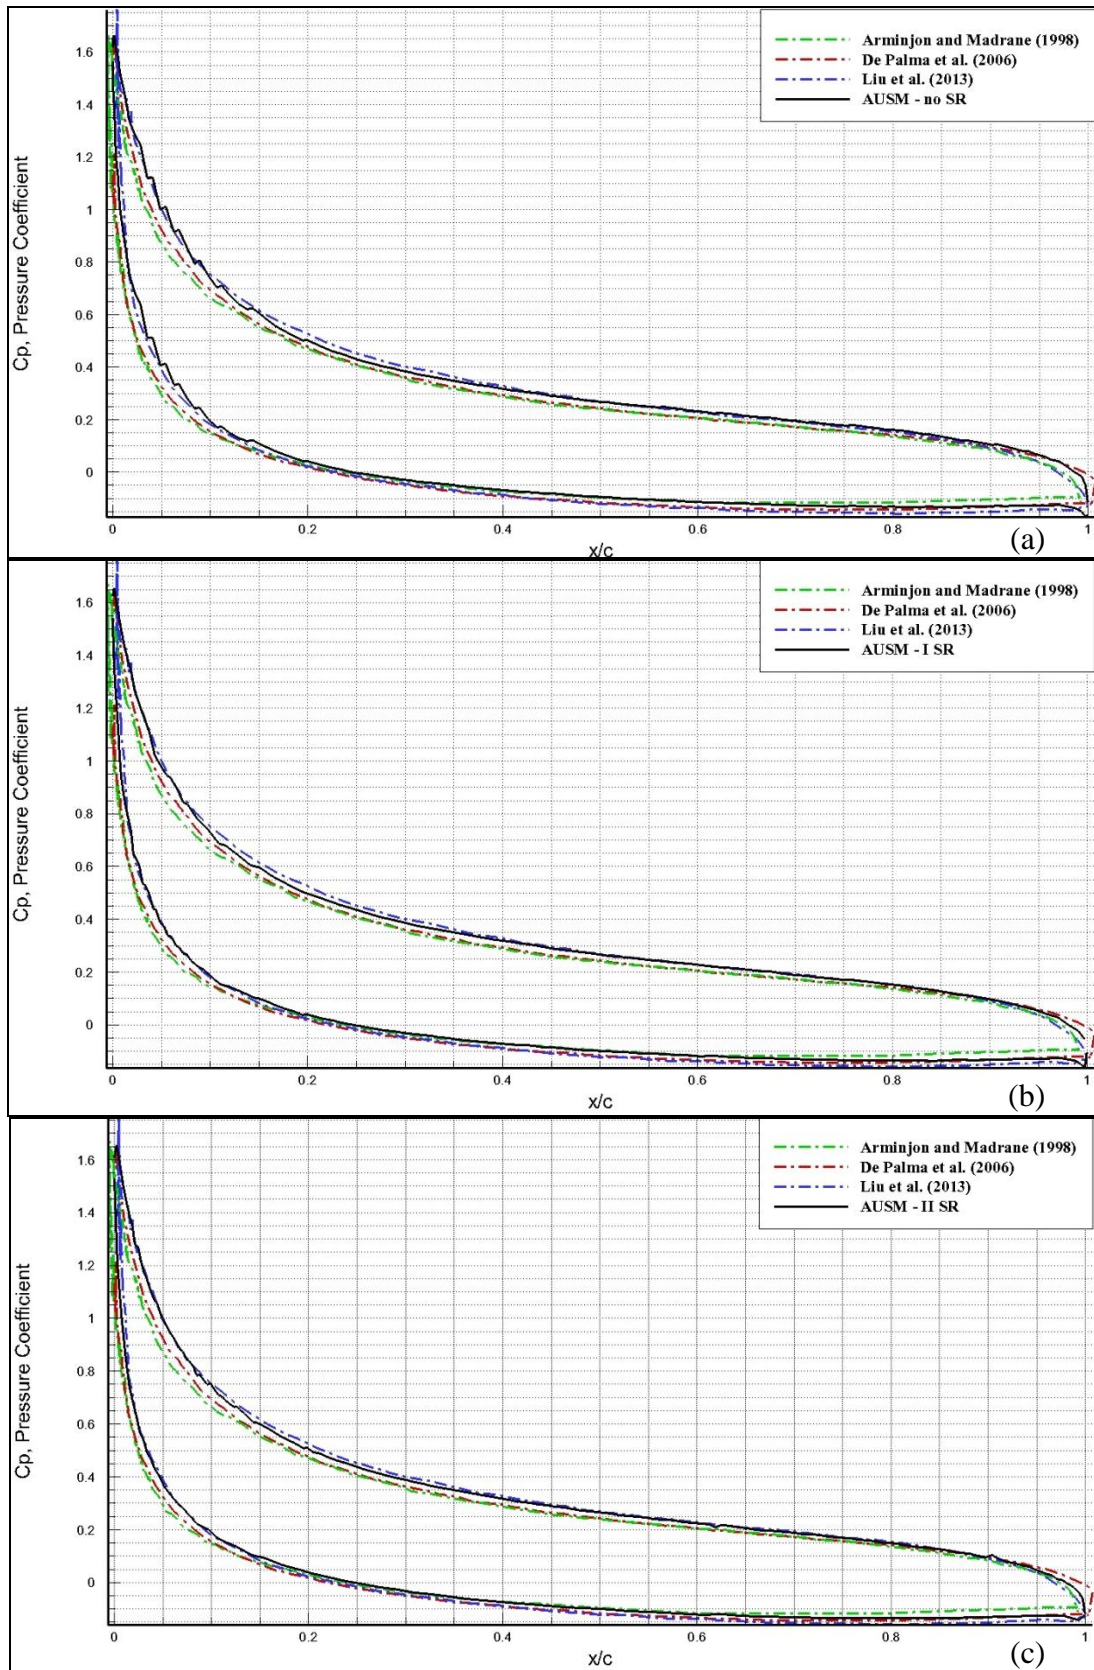 Arminjon and Madrane (1998)
De Palma et al. (2006)
Liu et al. (2013)
AUSM - no SR
Cp, Pressure Coefficient
1.6
1.4
1.2
1
0.8
0.6
0.4
0.2
0
0 0.2 0.4 0.6 0.8 1
x/c
(a)
Arminjon and Madrane (1998)
De Palma et al. (2006)
Liu et al. (2013)
AUSM - I SR
Cp, Pressure Coefficient
1.6
1.4
1.2
1
0.8
0.6
0.4
0.2
0
0 0.2 0.4 0.6 0.8 1
x/c
(b)
Arminjon and Madrane (1998)
De Palma et al. (2006)
Liu et al. (2013)
AUSM - II SR
Cp, Pressure Coefficient
1.6
1.4
1.2
1
0.8
0.6
0.4
0.2
0
0 0.2 0.4 0.6 0.8 1
x/c
(c)